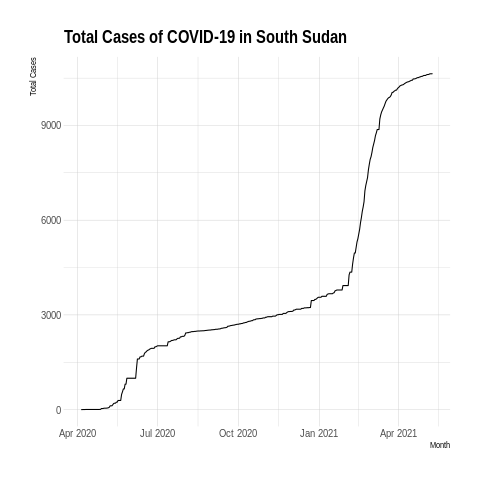 Total Cases of COVID-19 in South Sudan
Total Cases
9000
6000
3000
0
Apr 2020
Jul 2020
Oct 2020
Jan 2021
Apr 2021
Month